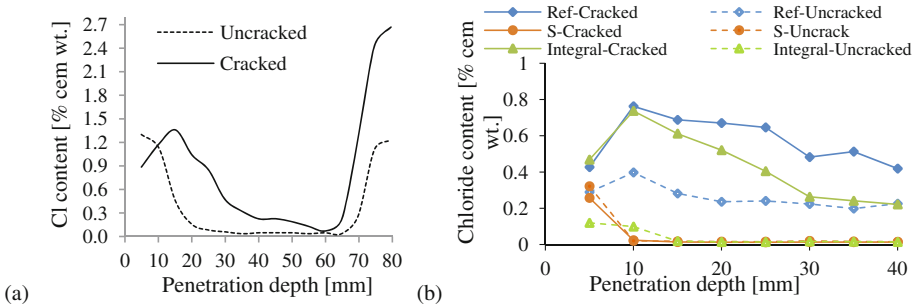 2.7
2.4
2.1
1.8
1.5
1.2
0.9
0.6
0.3
0.0
Cl content [% cem wt.]
Uncracked
Cracked
0 10 20 30 40 50 60 70 80
Penetration depth [mm]
(a)
Ref-Cracked
Ref-Uncracked
S-Cracked
S-Uncrack
Integral-Cracked
Integral-Uncracked
Chloride content [% cem
wt.]
1
0.8
0.6
0.4
0.2
0
0 10 20 30 40
Penetration depth [mm]
(b)